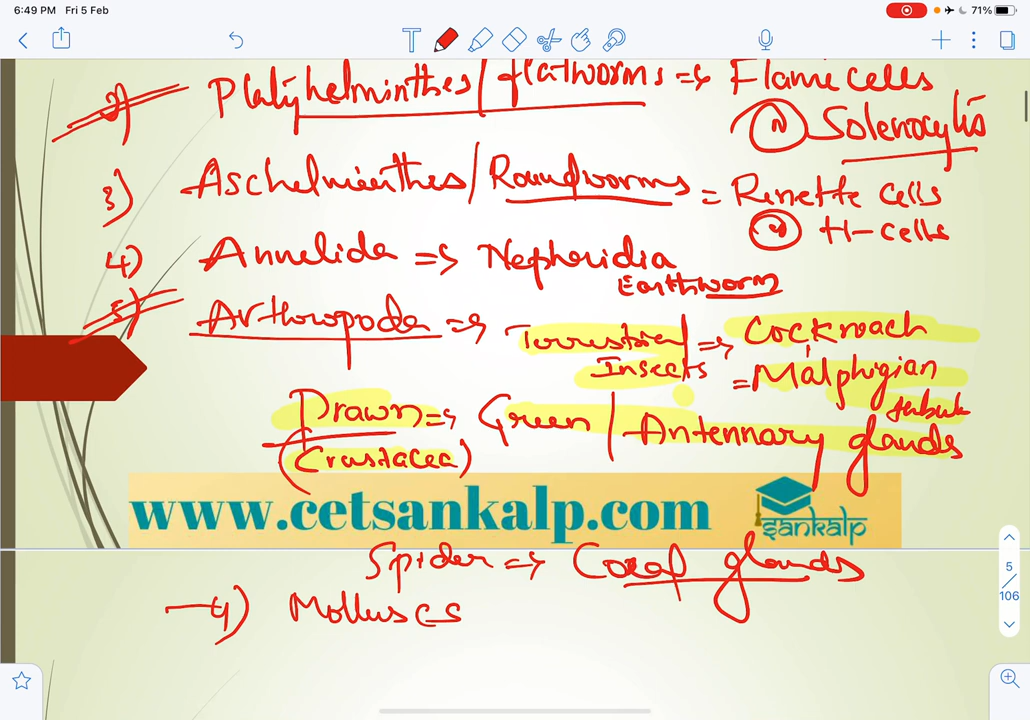 6:49 PM Fri 5 Feb
71%
2) Platyhelminthes / flatworms => Flame cells
Solenocytis
3) Aschelminthes / Roundworms = Renette cells
H-cells
4) Annelida => Nephridia
Earthworm
5) Arthropoda => Terrestrial Insects => Cockroach
= Malphigian tubule
Prawn => Green / Antennary glands
(Crustacea)
www.cetsankalp.com
sankalp
Spider => Coxal glands
4) Molluscs
5
/
106